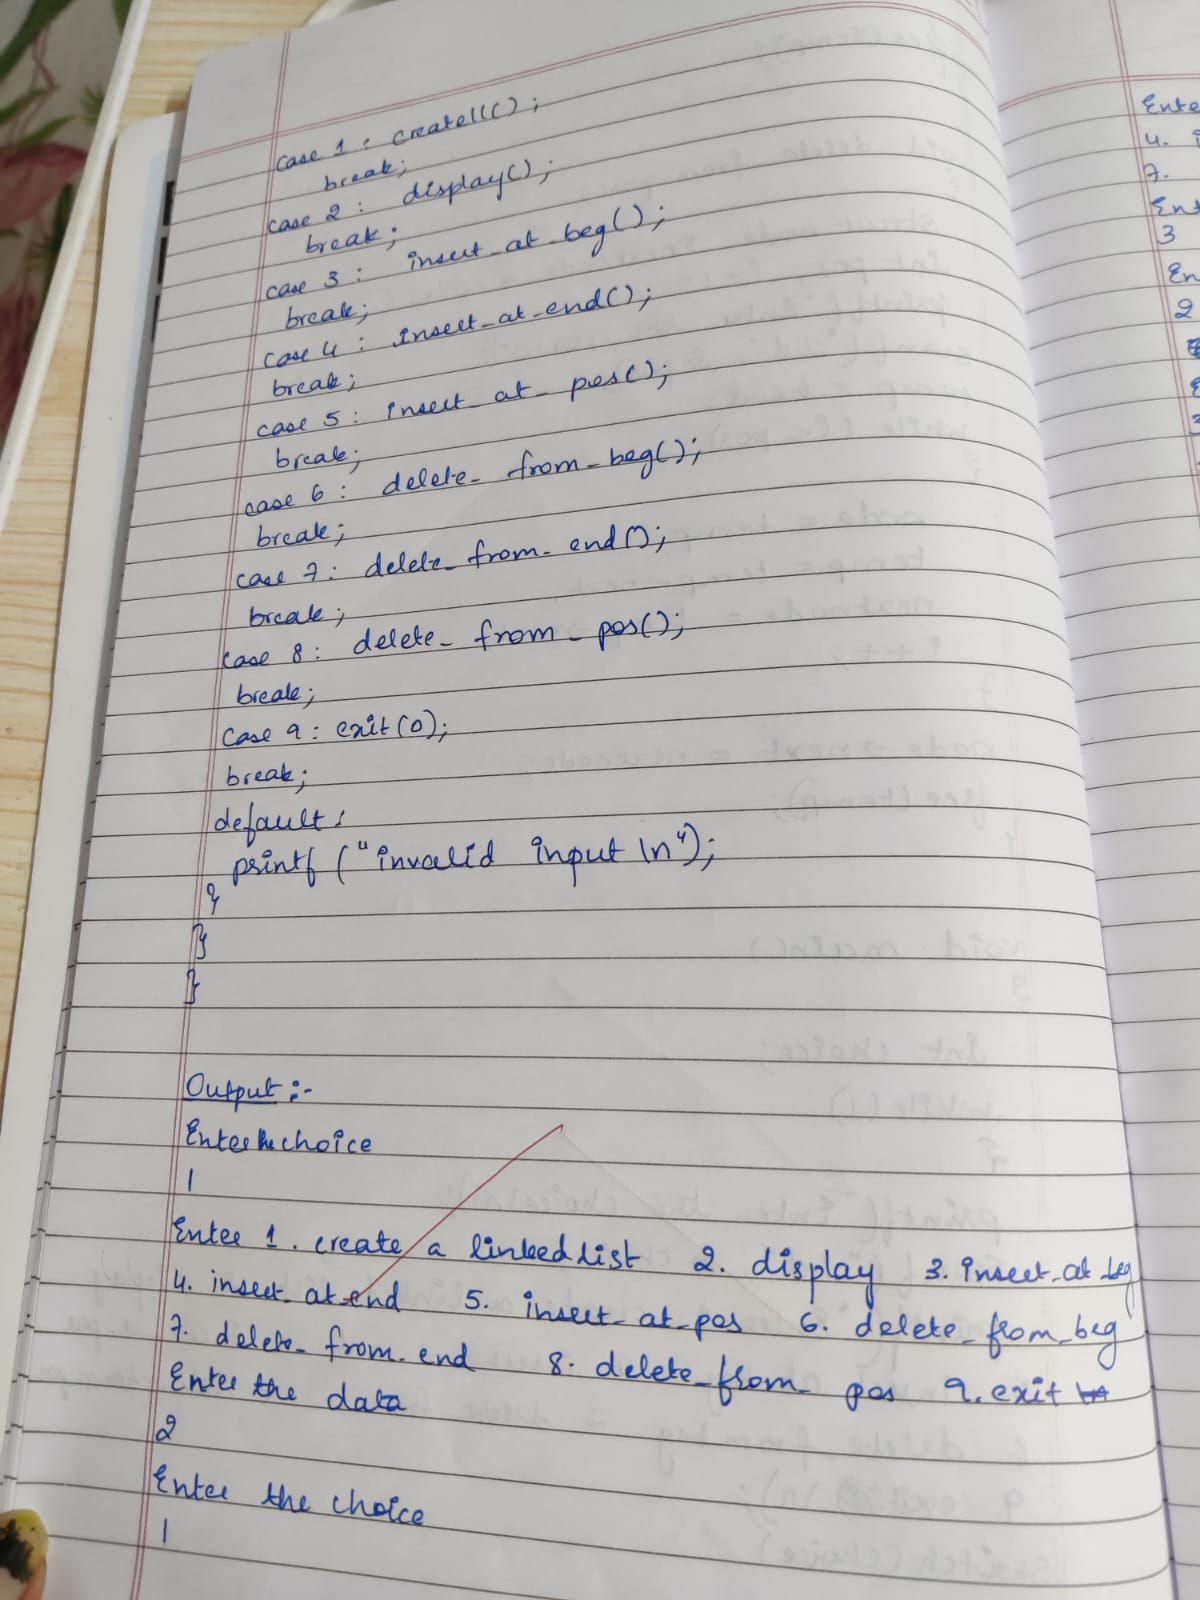 case 1 : createll();
break;
case 2 : display();
break;
case 3 : insert_at_beg();
break;
case 4 : insert_at_end();
break;
case 5 : insert_at_pos();
break;
case 6 : delete_from_beg();
break;
case 7 : delete_from_end();
break;
case 8 : delete_from_pos();
break;
case 9 : exit(0);
break;
default :
printf ("invalid input \n");
}
}
}
Output :-
Enter the choice
1
Enter 1. create a linked list 2. display 3. insert_at_beg
4. insert_at_end 5. insert_at_pos 6. delete_from_beg
7. delete_from_end 8. delete_from_pos 9. exit
Enter the data
2
Enter the choice
1
4.
7.
3
2